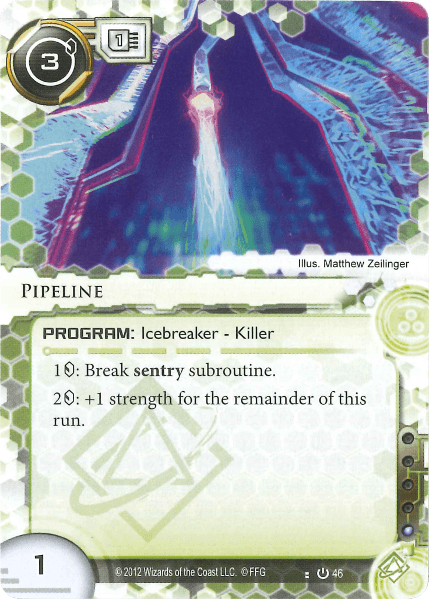 3
1
Illus. Matthew Zeilinger
PIPELINE
PROGRAM: Icebreaker - Killer
1: Break sentry subroutine.
2: +1 strength for the remainder of this
run.
1
© 2012 Wizards of the Coast LLC. © FFG 46